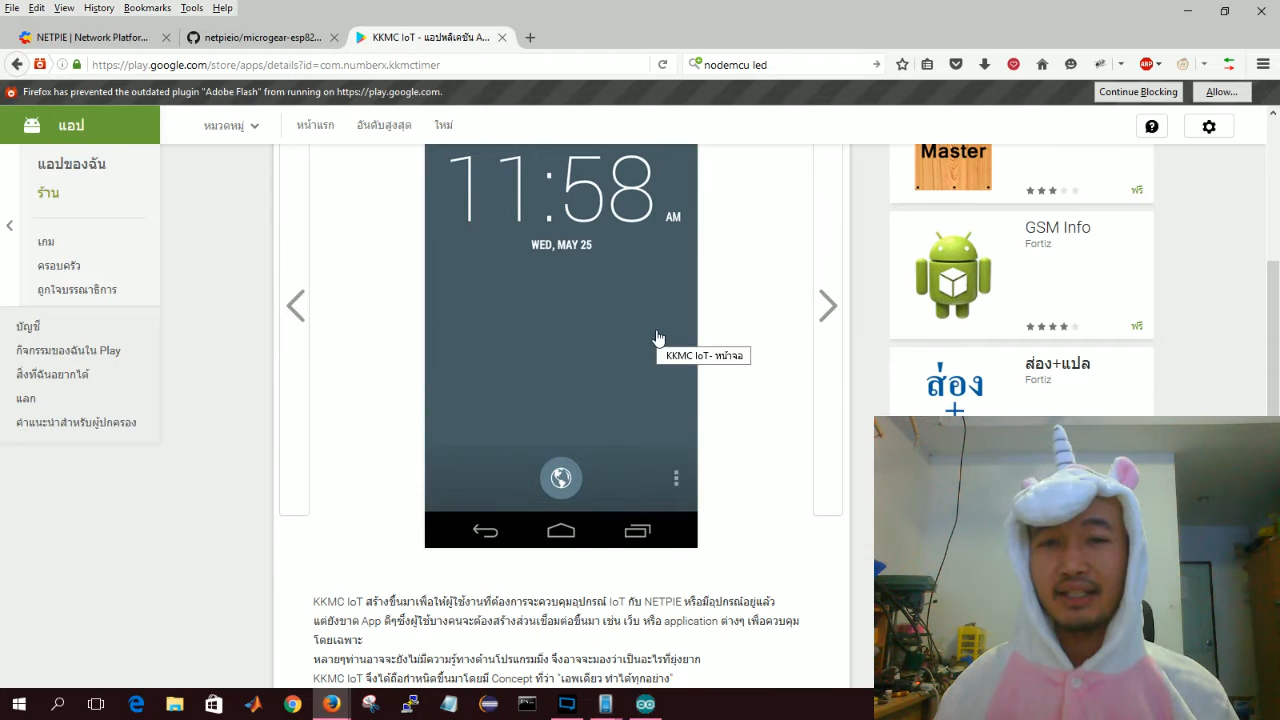 File Edit View History Bookmarks Tools Help
NETPIE | Network Platfor...
netpieio/microgear-esp82...
KKMC IoT - แอปพลิเคชัน A...
https://play.google.com/store/apps/details?id=com.numberx.kkmctimer
nodemcu led
ABP
Firefox has prevented the outdated plugin "Adobe Flash" from running on https://play.google.com.
Continue Blocking
Allow...
แอป
หมวดหมู่
หน้าแรก
อันดับสูงสุด
ใหม่
แอปของฉัน
ร้าน
เกม
ครอบครัว
ถูกใจบรรณาธิการ
บัญชี
กิจกรรมของฉันใน Play
สิ่งที่ฉันอยากได้
แลก
คำแนะนำสำหรับผู้ปกครอง
11:58 AM
WED, MAY 25
KKMC IoT- หน้าจอ
Master
ฟรี
GSM Info
Fortiz
ฟรี
ส่อง+แปล
Fortiz
ส่อง
+
KKMC IoT สร้างขึ้นมาเพื่อให้ผู้ใช้งานที่ต้องการจะควบคุมอุปกรณ์ IoT กับ NETPIE หรือมีอุปกรณ์อยู่แล้ว
แต่ยังขาด App ดีๆซึ่งผู้ใช้บางคนจะต้องสร้างส่วนเชื่อมต่อขึ้นมา เช่น เว็บ หรือ application ต่างๆ เพื่อควบคุม
โดยเฉพาะ
หลายๆท่านอาจจะยังไม่มีความรู้ทางด้านโปรแกรมมิ่ง จึงอาจจะมองว่าเป็นอะไรที่ยุ่งยาก
KKMC IoT จึงได้ถือกำหนิดขึ้นมาโดยมี Concept ที่ว่า "เอพเดียว ทำได้ทุกอย่าง"